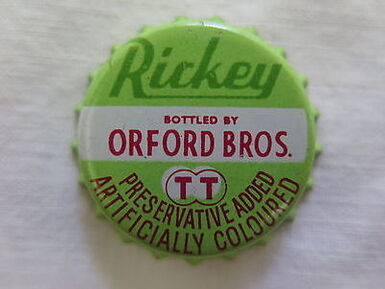 Rickey
BOTTLED BY
ORFORD BROS.
TT
PRESERVATIVE ADDED
ARTIFICIALLY COLOURED